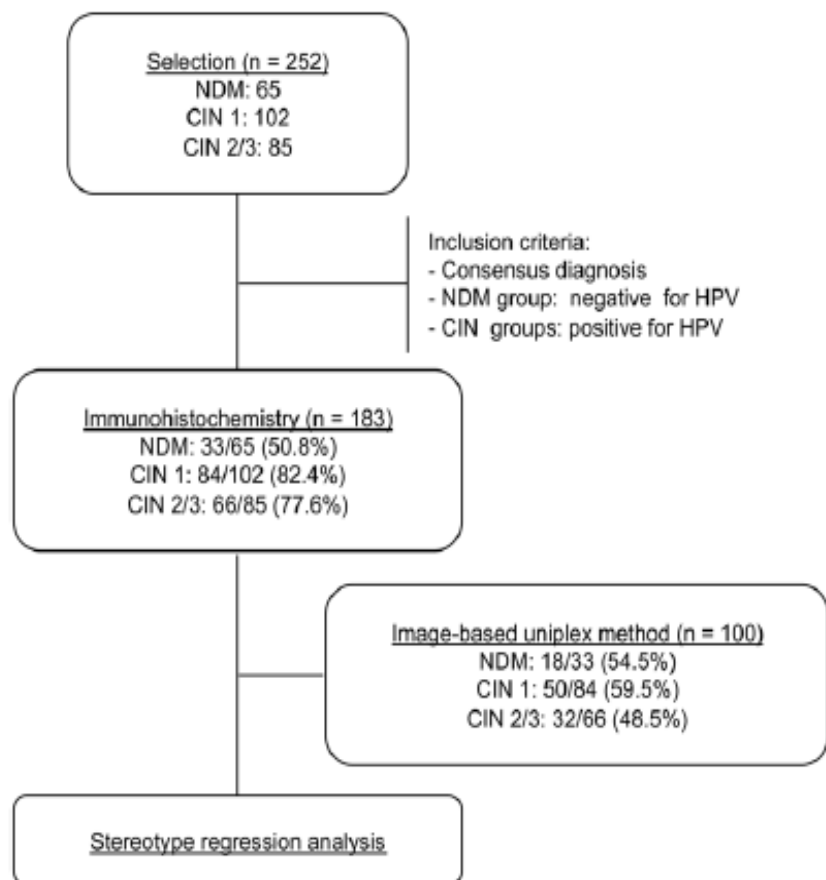 Selection (n = 252)
NDM: 65
CIN 1: 102
CIN 2/3: 85
Inclusion criteria:
- Consensus diagnosis
- NDM group: negative for HPV
- CIN groups: positive for HPV
Immunohistochemistry (n = 183)
NDM: 33/65 (50.8%)
CIN 1: 84/102 (82.4%)
CIN 2/3: 66/85 (77.6%)
Image-based uniplex method (n = 100)
NDM: 18/33 (54.5%)
CIN 1: 50/84 (59.5%)
CIN 2/3: 32/66 (48.5%)
Stereotype regression analysis